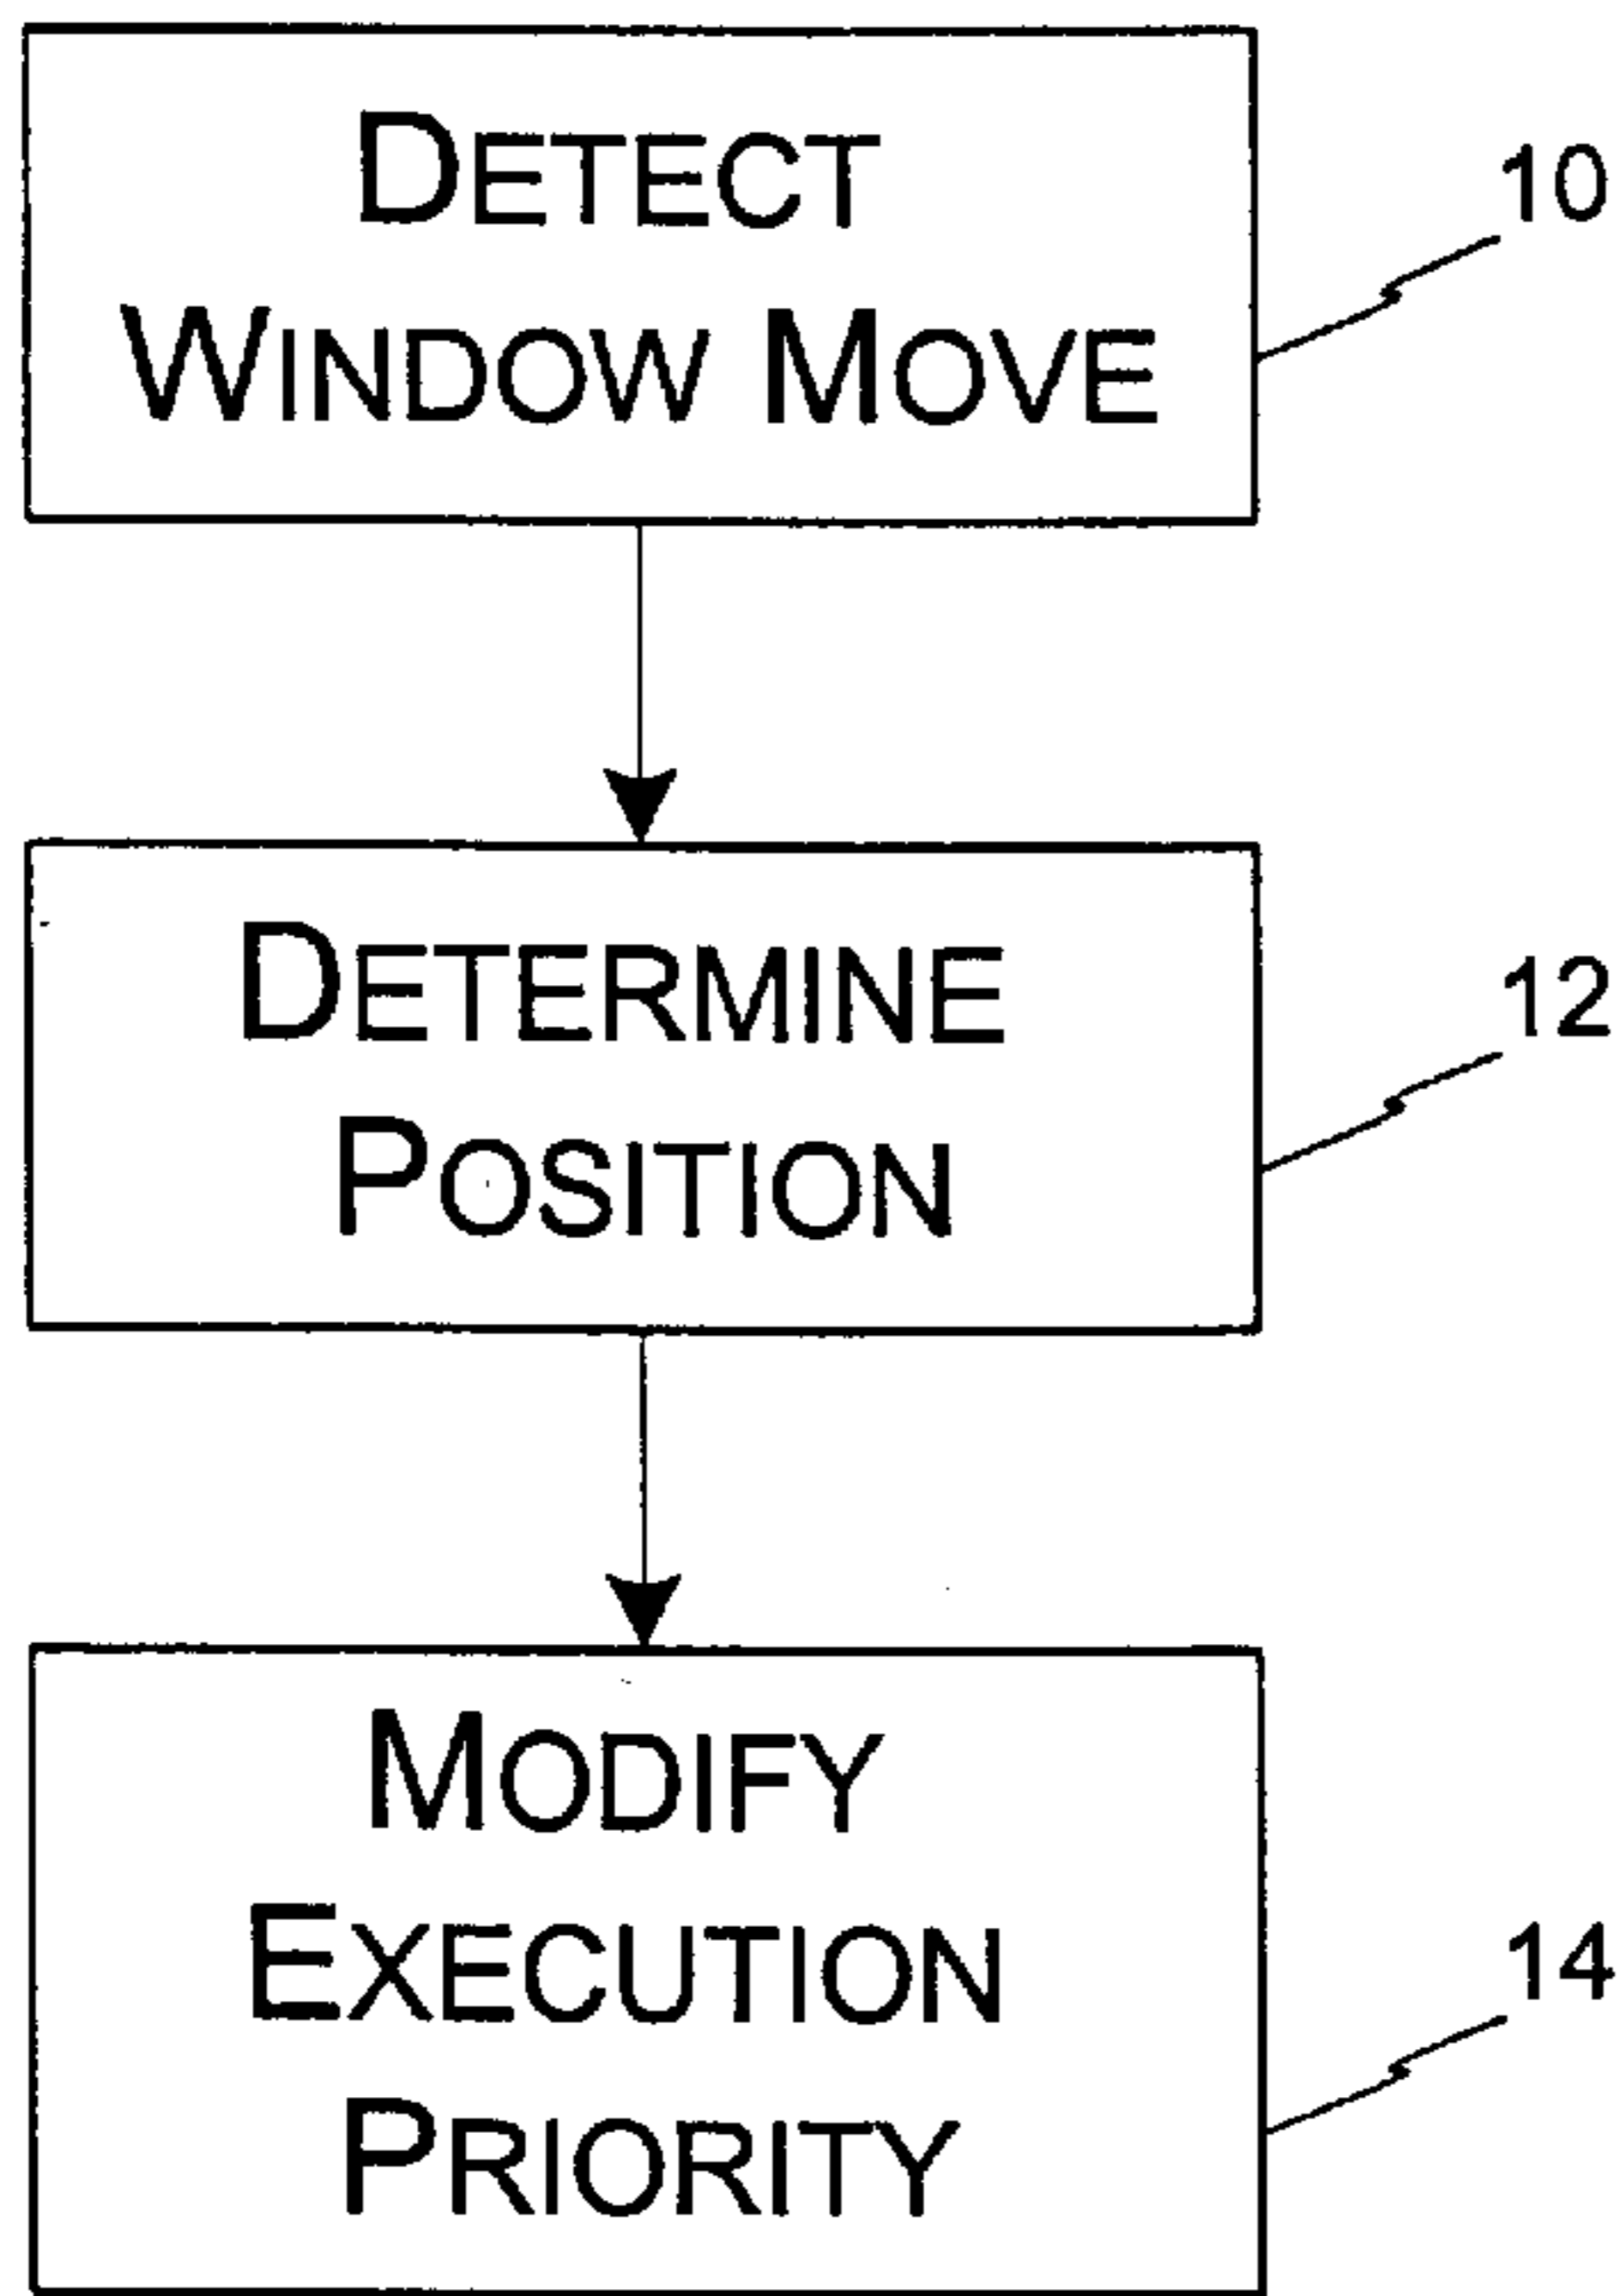 DETECT
WINDOW MOVE
10
DETERMINE
POSITION
12
MODIFY
EXECUTION
PRIORITY
14